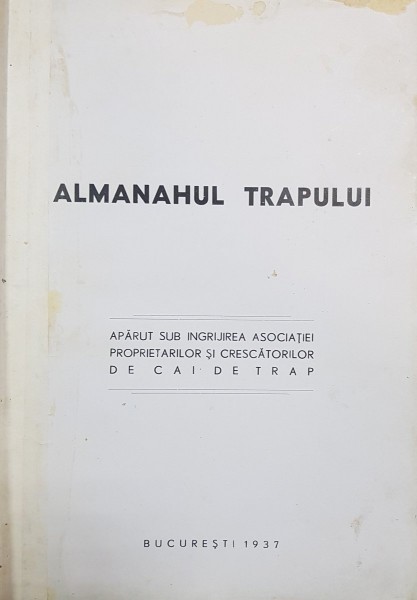 ALMANAHUL TRAPULUI
APĂRUT SUB INGRIJIREA ASOCIAȚIEI
PROPRIETARILOR ȘI CRESCĂTORILOR
DE CAI DE TRAP
BUCUREȘTI 1937